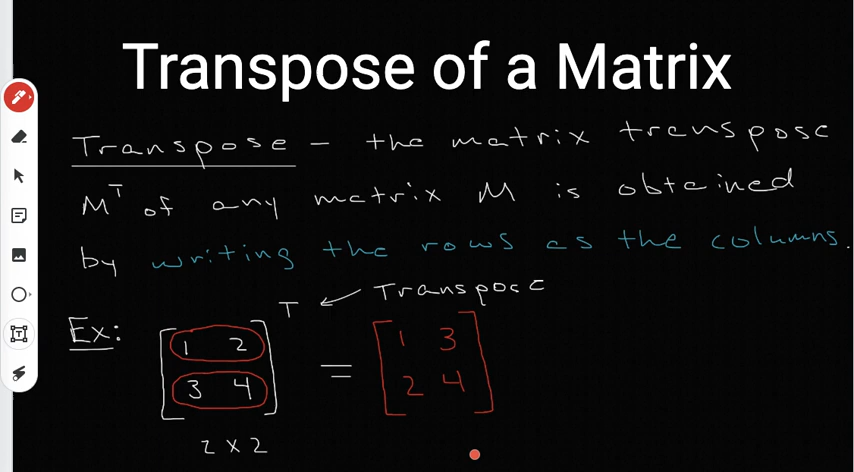 Transpose of a Matrix
Transpose - the matrix transpose
M^T of any matrix M is obtained
by writing the rows as the columns.
T ← Transpose
Ex: [1 2
3 4] = [1 3
2 4]
2 x 2